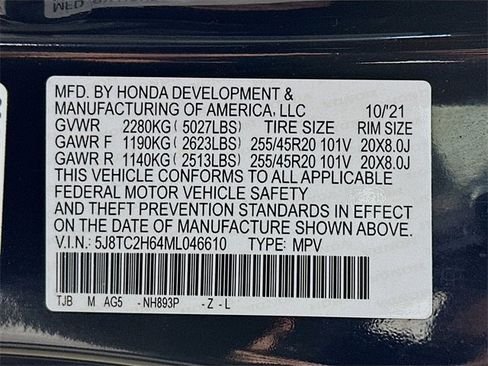 MFD. BY HONDA DEVELOPMENT &
MANUFACTURING OF AMERICA, LLC 10/'21
GVWR 2280KG (5027LBS) TIRE SIZE RIM SIZE
GAWR F 1190KG (2623LBS) 255/45R20 101V 20X8.0J
GAWR R 1140KG (2513LBS) 255/45R20 101V 20X8.0J
THIS VEHICLE CONFORMS TO ALL APPLICABLE
FEDERAL MOTOR VEHICLE SAFETY
AND THEFT PREVENTION STANDARDS IN EFFECT
ON THE DATE OF MANUFACTURE SHOWN ABOVE.
V.I.N.: 5J8TC2H64ML046610 TYPE: MPV
TJB M AG5 -NH893P -Z-L